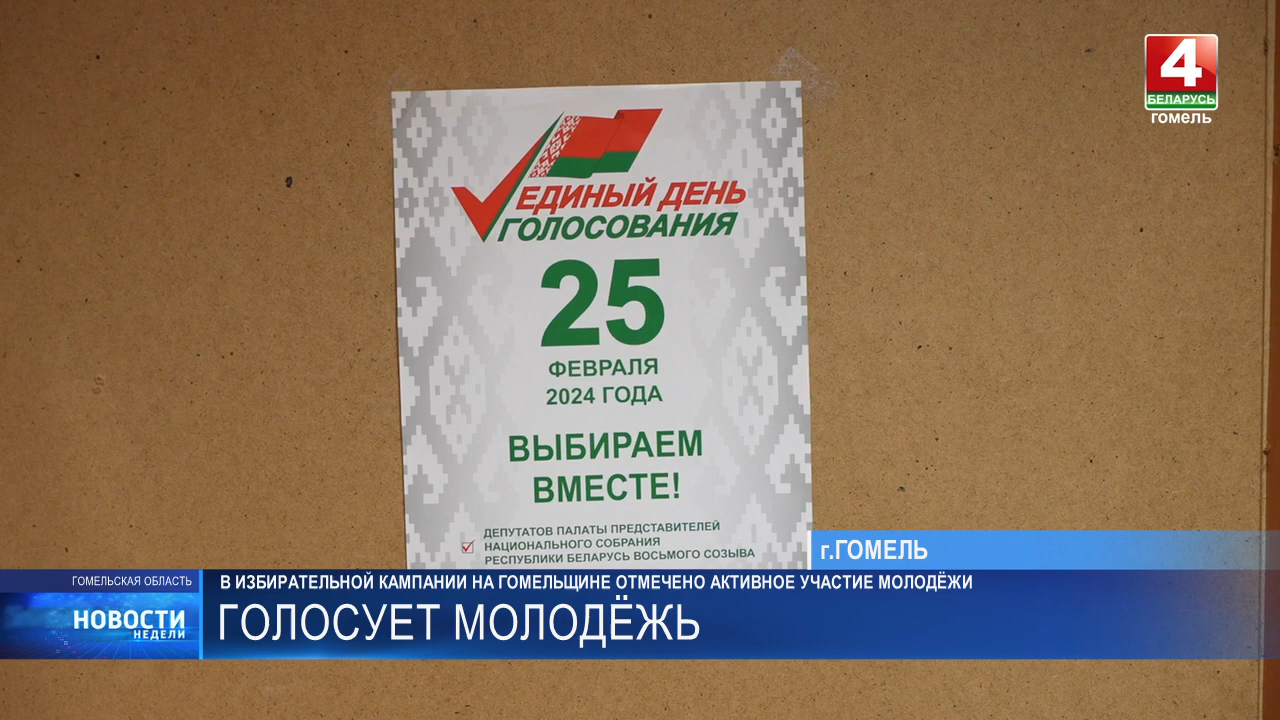 4
БЕЛАРУСЬ
гомель
ЕДИНЫЙ ДЕНЬ
ГОЛОСОВАНИЯ
25
ФЕВРАЛЯ
2024 ГОДА
ВЫБИРАЕМ
ВМЕСТЕ!
ДЕПУТАТОВ ПАЛАТЫ ПРЕДСТАВИТЕЛЕЙ
НАЦИОНАЛЬНОГО СОБРАНИЯ
РЕСПУБЛИКИ БЕЛАРУСЬ ВОСЬМОГО СОЗЫВА
г.ГОМЕЛЬ
ГОМЕЛЬСКАЯ ОБЛАСТЬ
В ИЗБИРАТЕЛЬНОЙ КАМПАНИИ НА ГОМЕЛЬЩИНЕ ОТМЕЧЕНО АКТИВНОЕ УЧАСТИЕ МОЛОДЁЖИ
НОВОСТИ
НЕДЕЛИ
ГОЛОСУЕТ МОЛОДЁЖЬ